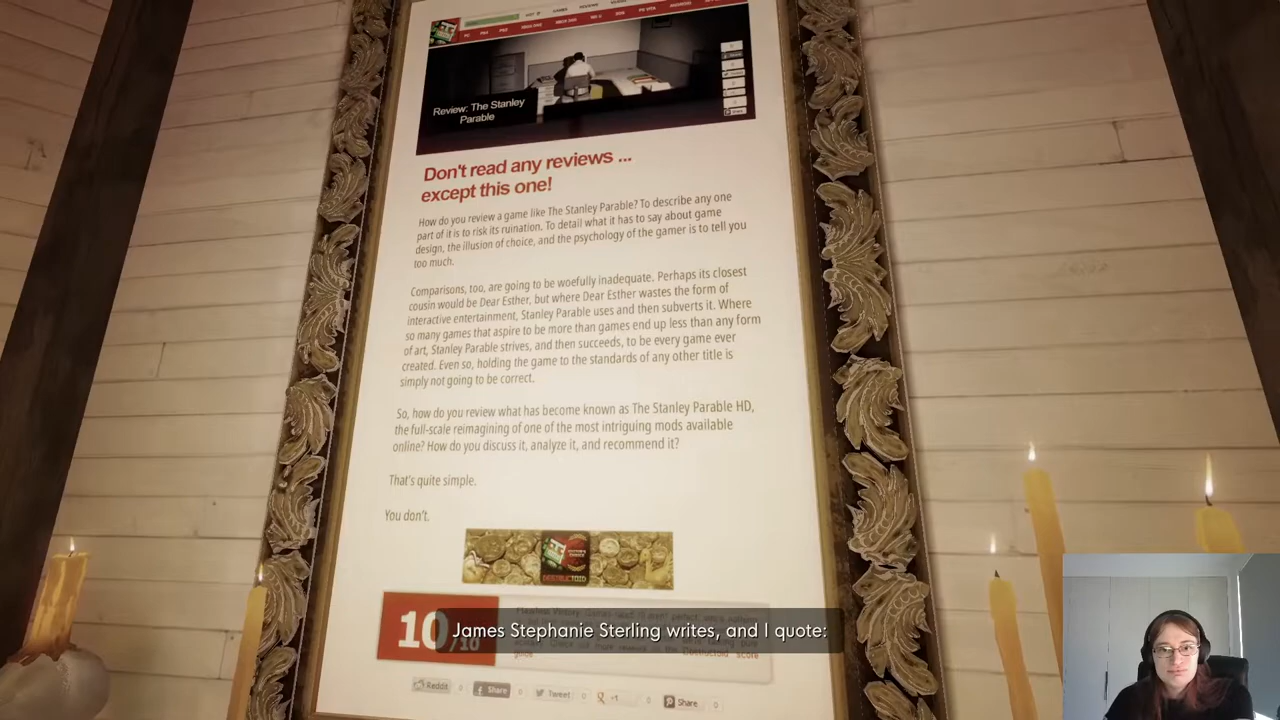 Review: The Stanley
Parable
Don't read any reviews ...
except this one!
How do you review a game like The Stanley Parable? To describe any one
part of it is to risk its ruination. To detail what it has to say about game
design, the illusion of choice, and the psychology of the gamer is to tell you
too much.
Comparisons, too, are going to be woefully inadequate. Perhaps its closest
cousin would be Dear Esther, but where Dear Esther wastes the form of
interactive entertainment, Stanley Parable uses and then subverts it. Where
so many games that aspire to be more than games end up less than any form
of art, Stanley Parable strives, and then succeeds, to be every game ever
created. Even so, holding the game to the standards of any other title is
simply not going to be correct.
So, how do you review what has become known as The Stanley Parable HD,
the full-scale reimagining of one of the most intriguing mods available
online? How do you discuss it, analyze it, and recommend it?
That's quite simple.
You don't.
DESTRUCTOID
10/10
James Stephanie Sterling writes, and I quote:
guide
score
Reddit 0 Share 0 Tweet 0 +1 0 Share 0